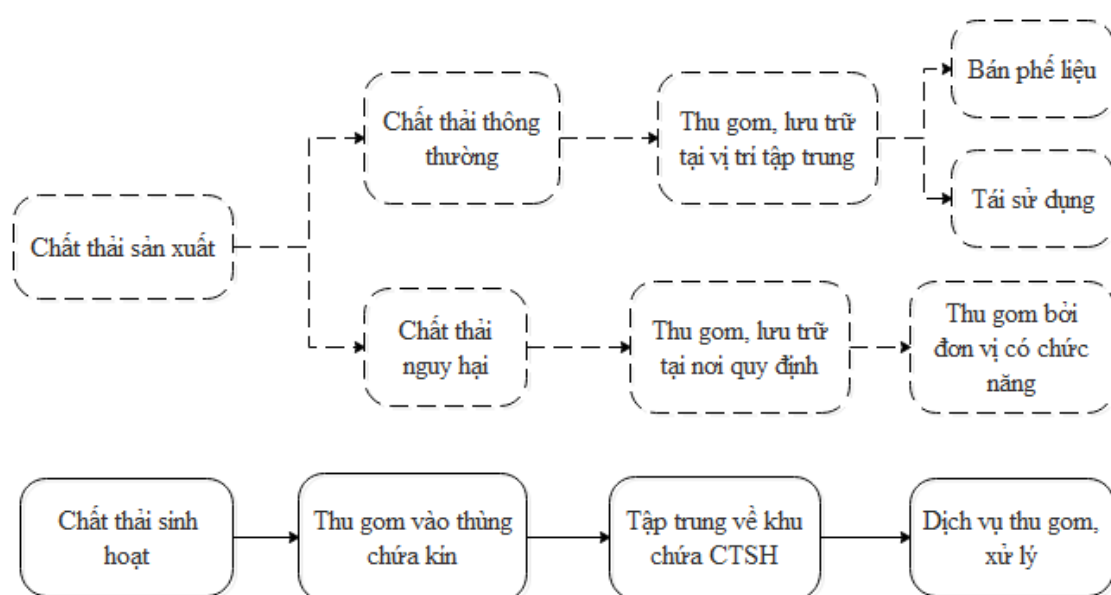 Bán phế liệu
Chất thải thông
thường
Thu gom, lưu trữ
tại vị trí tập trung
Tái sử dụng
Chất thải sản xuất
Chất thải
nguy hại
Thu gom, lưu trữ
tại nơi quy định
Thu gom bởi
đơn vị có chức
năng
Chất thải sinh
hoạt
Thu gom vào thùng
chứa kín
Tập trung về khu
chứa CTSH
Dịch vụ thu gom,
xử lý